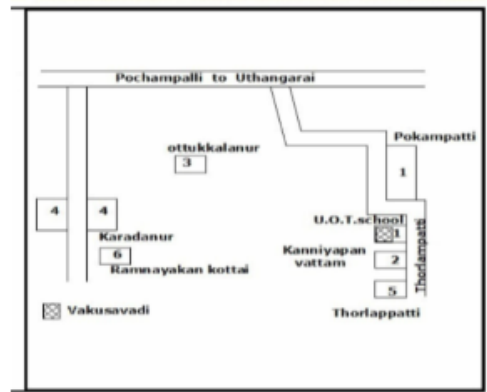 Pochampalli to Uthangarai
Pokampatti
1
ottukkalanur
3
4 4
U.O.T.school
1
Karadanur
Kanniyapan
vattam
2
Thorlampatti
6
Ramnayakan kottai
5
Vakusavadi
Thorlappatti